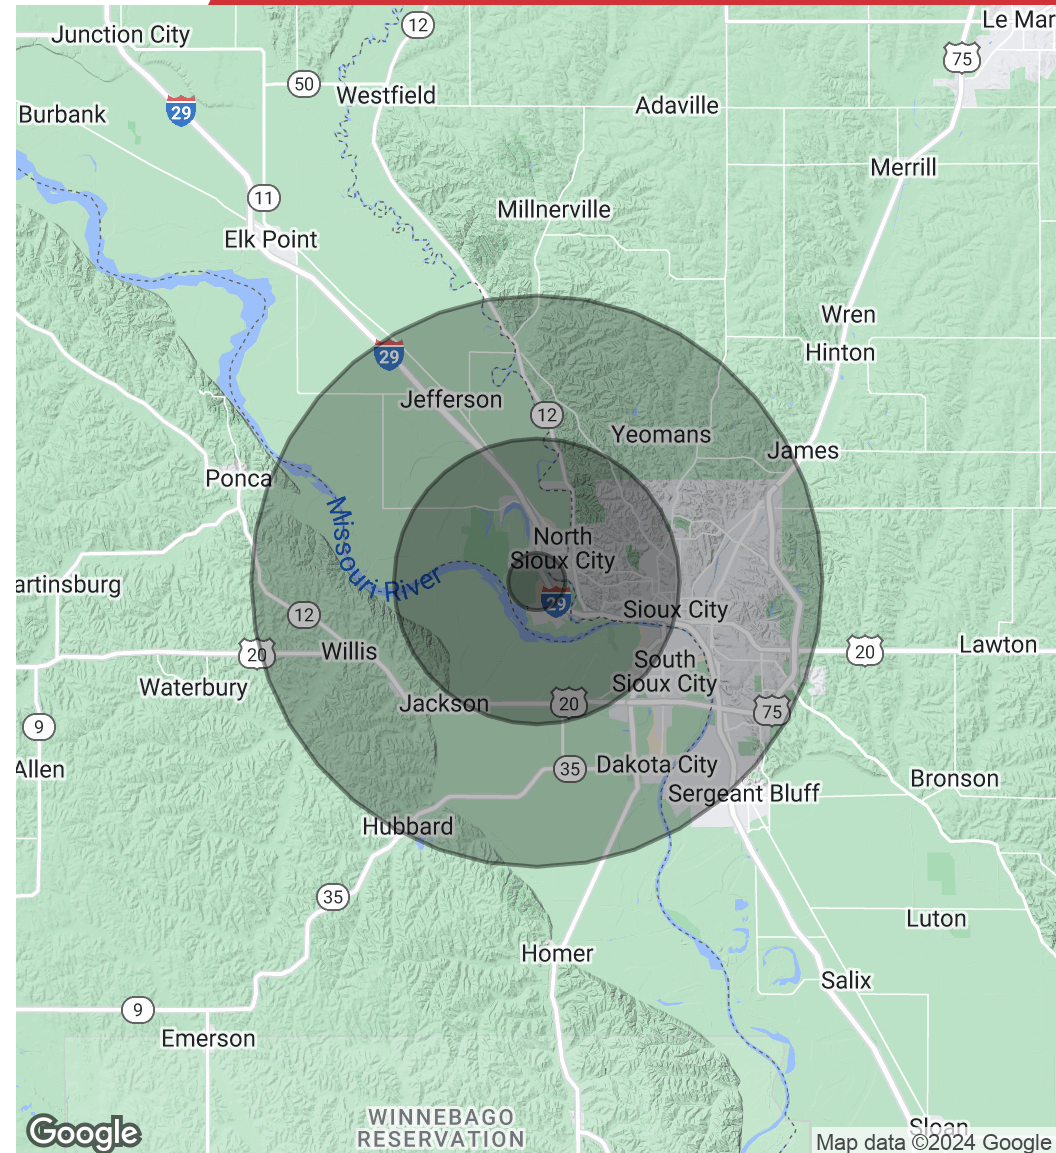 12
Le Mar
Junction City
75
50
Westfield
29
Burbank
Adaville
Merrill
11
Millnerville
Elk Point
Wren
29
Hinton
Jefferson
12
Yeomans
James
Ponca
Missouri River
North
Sioux City
artinsburg
29
12
Sioux City
20
Willis
20
Lawton
South
Sioux City
Waterbury
Jackson
20
75
9
35
Dakota City
Allen
Bronson
Sergeant Bluff
Hubbard
35
Luton
Homer
Salix
9
Emerson
WINNEBAGO
RESERVATION
Sloan
Google
Map data ©2024 Google